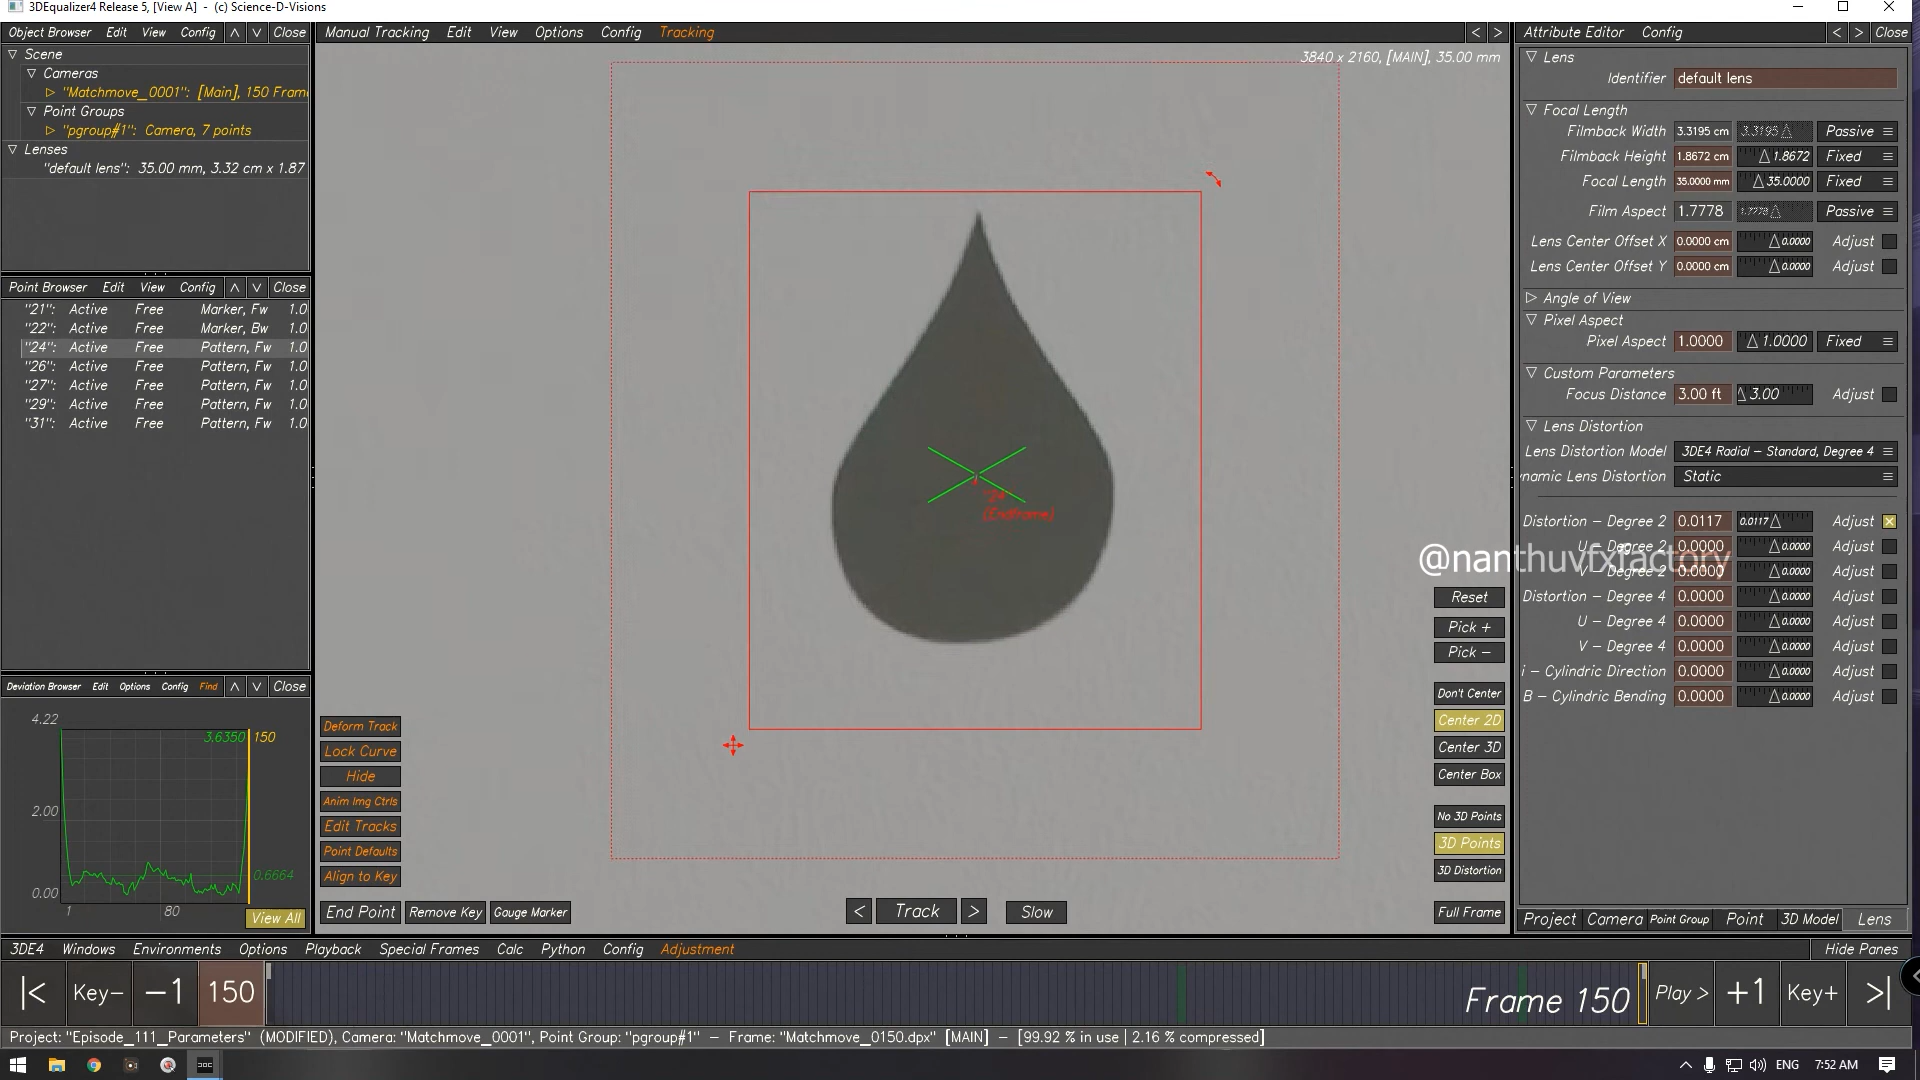 3DEqualizer4 Release 5, [View A]  -  (c) Science-D-Visions
Object Browser Edit View Config Close
Scene
Cameras
"Matchmove_0001": [Main], 150 Fram
Point Groups
"pgroup#1": Camera, 7 points
Lenses
"default lens": 35.00 mm, 3.32 cm x 1.87
Point Browser Edit View Config Close
"21": Active Free Marker, Fw 1.0
"22": Active Free Marker, Bw 1.0
"24": Active Free Pattern, Fw 1.0
"26": Active Free Pattern, Fw 1.0
"27": Active Free Pattern, Fw 1.0
"29": Active Free Pattern, Fw 1.0
"31": Active Free Pattern, Fw 1.0
Deviation Browser Edit Options Config Find Close
4.22
3.6350 150
2.00
0.6664
0.00
1 80
View All
Manual Tracking Edit View Options Config Tracking < >
3840 x 2160, [MAIN], 35.00 mm
"24"
(Endframe)
Deform Track
Lock Curve
Hide
Anim Img Ctrls
Edit Tracks
Point Defaults
Align to Key
End Point Remove Key Gauge Marker
< Track > Slow
Reset
Pick +
Pick –
Don't Center
Center 2D
Center 3D
Center Box
No 3D Points
3D Points
3D Distortion
Full Frame
@nanthuvfxfactory
Attribute Editor Config < > Close
Lens
Identifier default lens
Focal Length
Filmback Width 3.3195 cm 3.3195 Passive
Filmback Height 1.8672 cm 1.8672 Fixed
Focal Length 35.0000 mm 35.0000 Fixed
Film Aspect 1.7778 1.7778 Passive
Lens Center Offset X 0.0000 cm 0.0000 Adjust
Lens Center Offset Y 0.0000 cm 0.0000 Adjust
Angle of View
Pixel Aspect
Pixel Aspect 1.0000 1.0000 Fixed
Custom Parameters
Focus Distance 3.00 ft 3.00 Adjust
Lens Distortion
Lens Distortion Model 3DE4 Radial – Standard, Degree 4
namic Lens Distortion Static
Distortion – Degree 2 0.0117 0.0117 Adjust
U – Degree 2 0.0000 0.0000 Adjust
V – Degree 2 0.0000 0.0000 Adjust
Distortion – Degree 4 0.0000 0.0000 Adjust
U – Degree 4 0.0000 0.0000 Adjust
V – Degree 4 0.0000 0.0000 Adjust
i – Cylindric Direction 0.0000 0.0000 Adjust
B – Cylindric Bending 0.0000 0.0000 Adjust
Project Camera Point Group Point 3D Model Lens
3DE4 Windows Environments Options Playback Special Frames Calc Python Config Adjustment Hide Panes
|< Key– –1 150 Frame 150 Play > +1 Key+ >|
Project: "Episode_111_Parameters" (MODIFIED), Camera: "Matchmove_0001", Point Group: "pgroup#1" – Frame: "Matchmove_0150.dpx" [MAIN] – [99.92 % in use | 2.16 % compressed]
ENG 7:52 AM